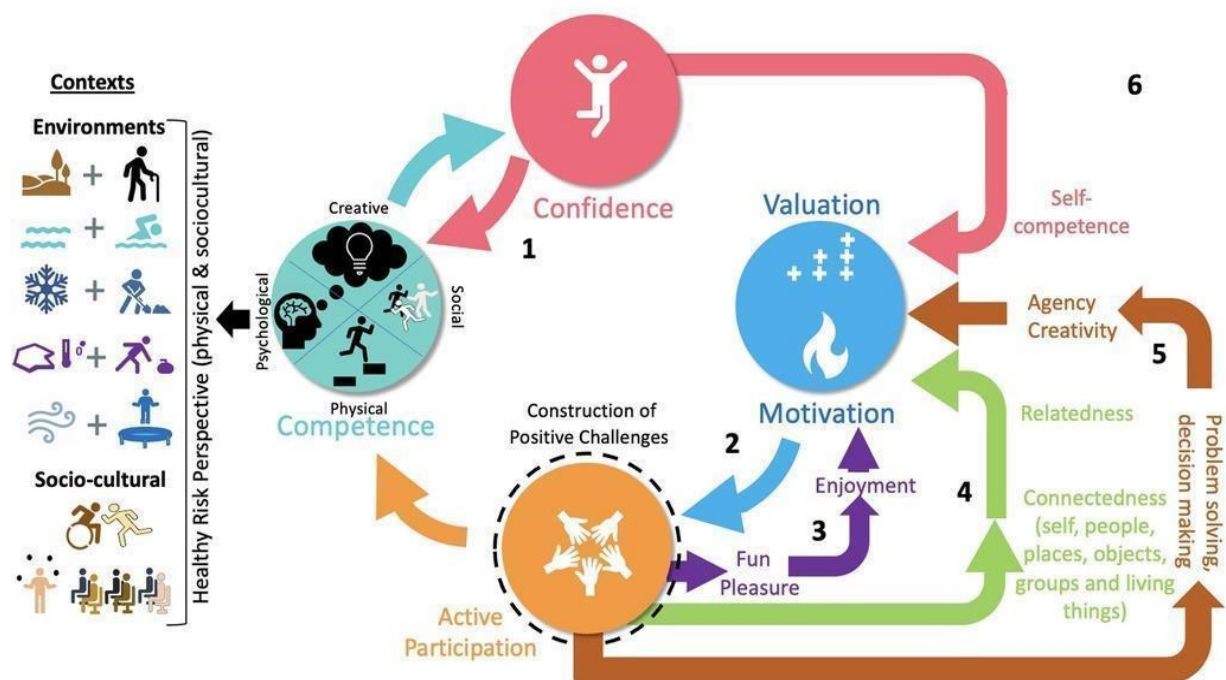 Contexts
Environments
Socio-cultural
Healthy Risk Perspective (physical & sociocultural)
0
Creative
Psychological
Social
Physical
Competence
1
Confidence
Valuation
Motivation
2
Construction of
Positive Challenges
Active
Participation
Fun
Pleasure
3
Enjoyment
4
6
Self-
competence
Agency
Creativity
5
Relatedness
Connectedness
(self, people,
places, objects,
groups and living
things)
Problem solving,
decision making